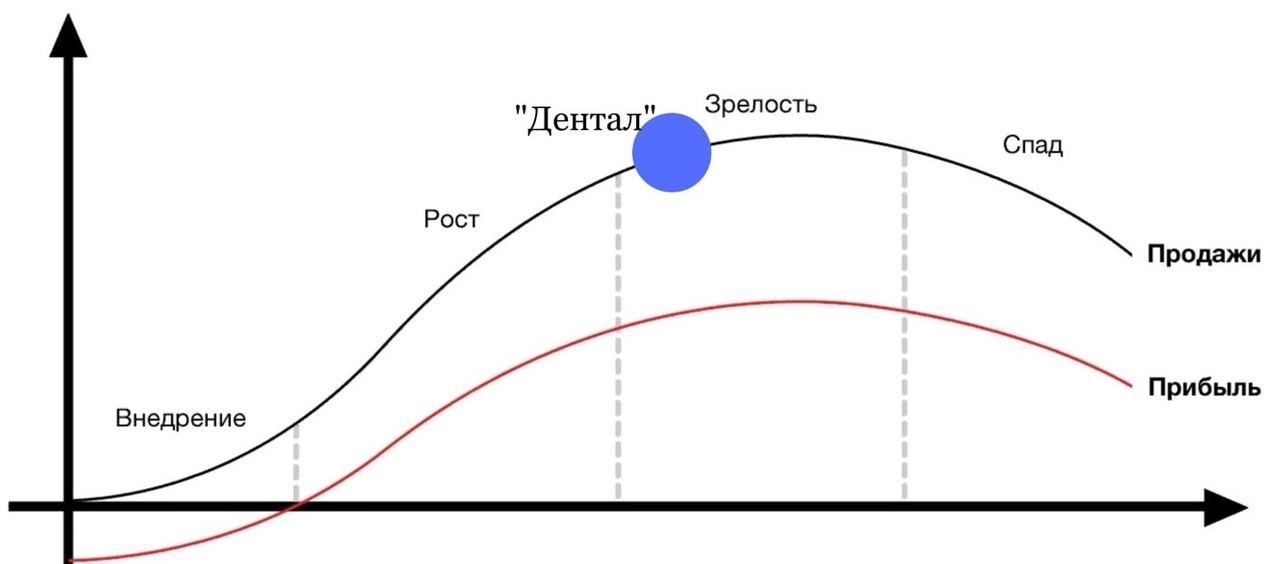 "Дентал"
Зрелость
Спад
Рост
Продажи
Прибыль
Внедрение